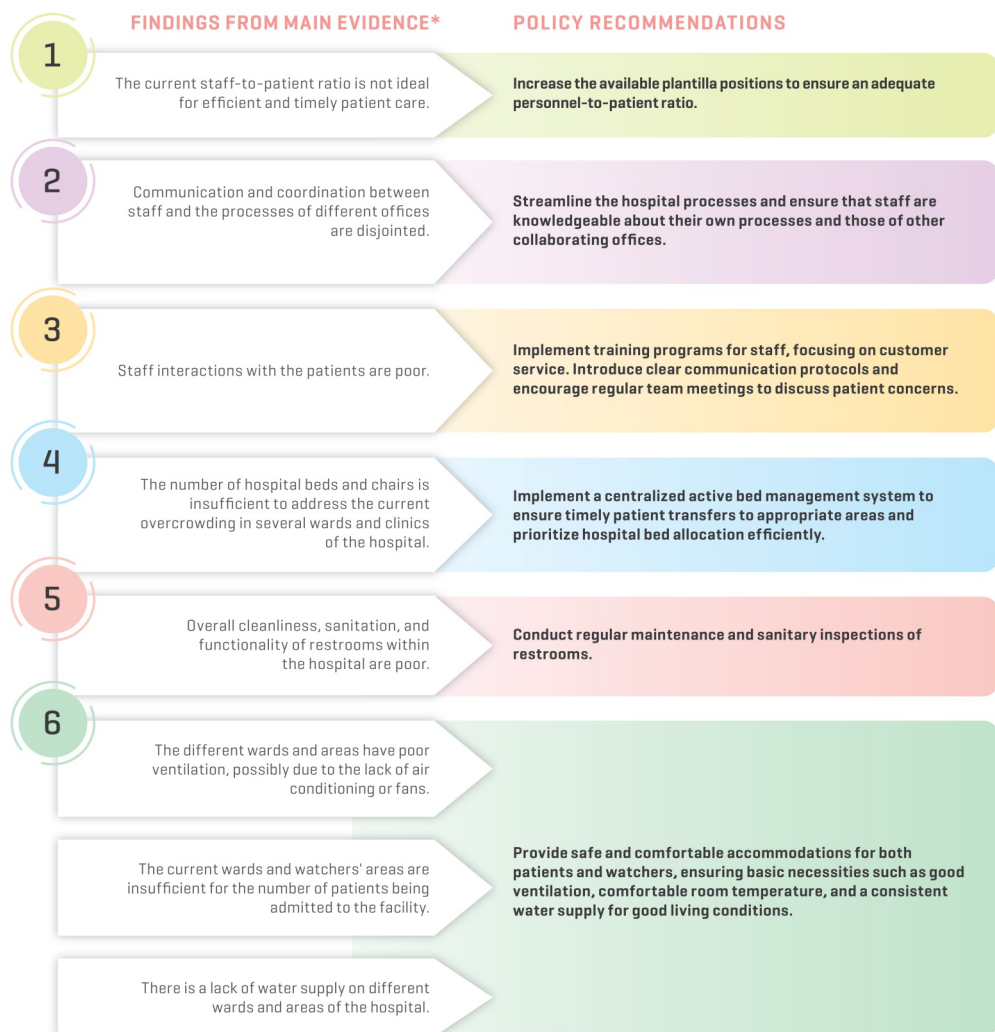 FINDINGS FROM MAIN EVIDENCE*
POLICY RECOMMENDATIONS
1
The current staff-to-patient ratio is not ideal
for efficient and timely patient care.
Increase the available plantilla positions to ensure an adequate
personnel-to-patient ratio.
2
Communication and coordination between
staff and the processes of different offices
are disjointed.
Streamline the hospital processes and ensure that staff are
knowledgeable about their own processes and those of other
collaborating offices.
3
Staff interactions with the patients are poor.
Implement training programs for staff, focusing on customer
service. Introduce clear communication protocols and
encourage regular team meetings to discuss patient concerns.
4
The number of hospital beds and chairs is
insufficient to address the current
overcrowding in several wards and clinics
of the hospital.
Implement a centralized active bed management system to
ensure timely patient transfers to appropriate areas and
prioritize hospital bed allocation efficiently.
5
Overall cleanliness, sanitation, and
functionality of restrooms within
the hospital are poor.
Conduct regular maintenance and sanitary inspections of
restrooms.
6
The different wards and areas have poor
ventilation, possibly due to the lack of air
conditioning or fans.
The current wards and watchers' areas are
insufficient for the number of patients being
admitted to the facility.
There is a lack of water supply on different
wards and areas of the hospital.
Provide safe and comfortable accommodations for both
patients and watchers, ensuring basic necessities such as good
ventilation, comfortable room temperature, and a consistent
water supply for good living conditions.